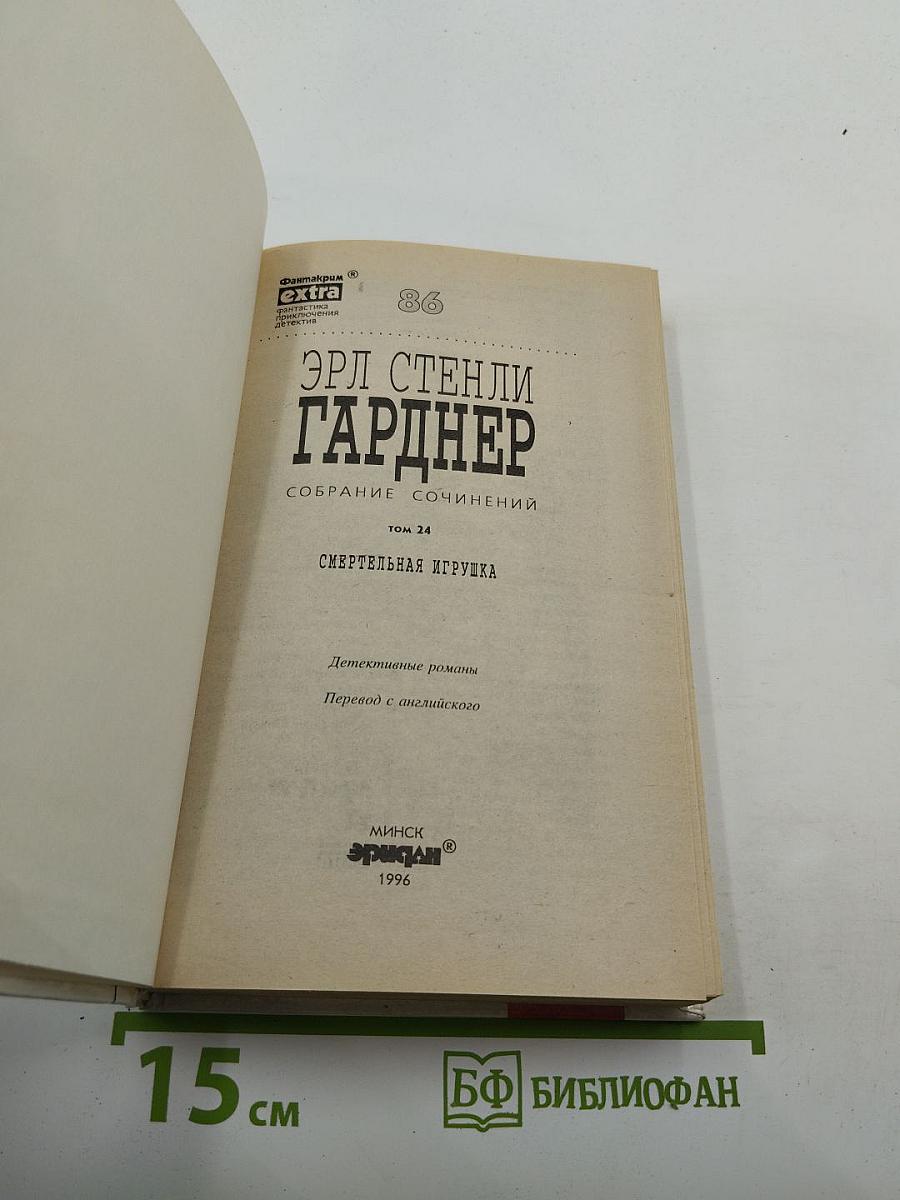 Фантакрим ®
extra
фантастика
приключения
детектив
86
ЭРЛ СТЕНЛИ
ГАРДНЕР
СОБРАНИЕ СОЧИНЕНИЙ
том 24
СМЕРТЕЛЬНАЯ ИГРУШКА
Детективные романы
Перевод с английского
МИНСК
Эридан ®
1996
15 см
БФ БИБЛИОФАН